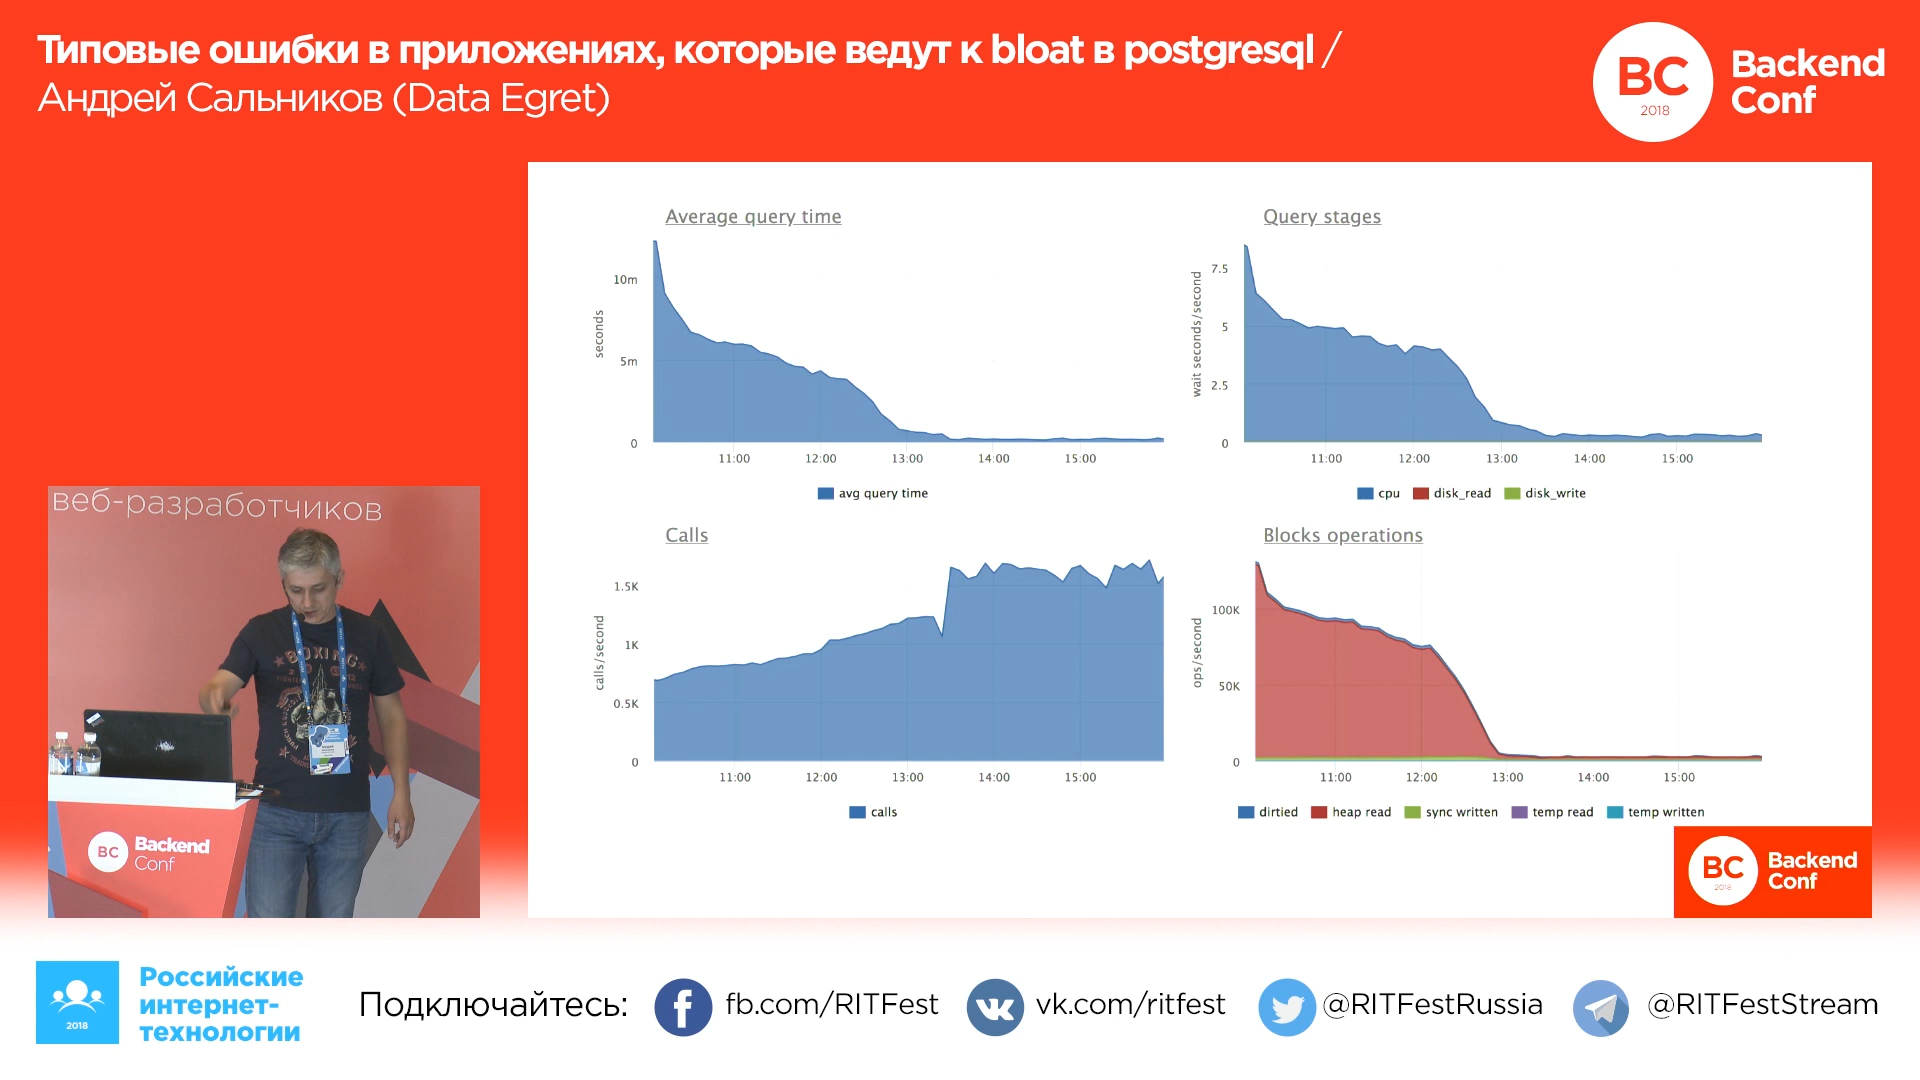 Типовые ошибки в приложениях, которые ведут к bloat в postgresql /
Андрей Сальников (Data Egret)
BC
2018
Backend
Conf
Average query time
10m
5m
0
seconds
11:00 12:00 13:00 14:00 15:00
avg query time
Query stages
7.5
5
2.5
0
wait seconds/second
11:00 12:00 13:00 14:00 15:00
cpu disk_read disk_write
Calls
1.5K
1K
0.5K
0
calls/second
11:00 12:00 13:00 14:00 15:00
calls
Blocks operations
100K
50K
0
ops/second
11:00 12:00 13:00 14:00 15:00
dirtied heap read sync written temp read temp written
BC
2018
Backend
Conf
веб-разработчиков
BOXING
BC
Backend
Conf
2018
Российские
интернет-
технологии
Подключайтесь:
fb.com/RITFest
vk.com/ritfest
@RITFestRussia
@RITFestStream